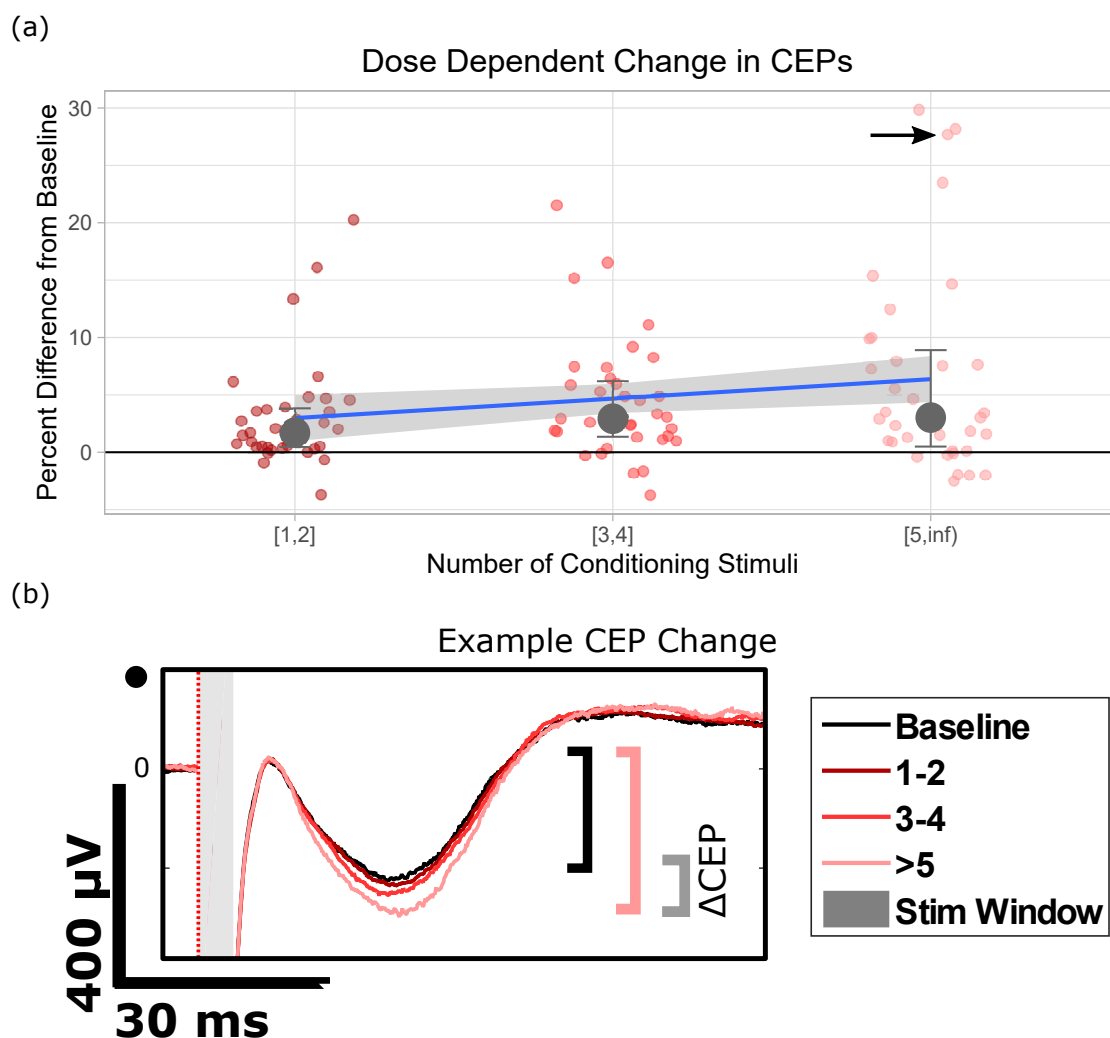 (a)
Dose Dependent Change in CEPs
Percent Difference from Baseline
30
20
10
0
[1,2]
[3,4]
[5,inf)
Number of Conditioning Stimuli
(b)
Example CEP Change
0
400 µV
30 ms
ΔCEP
Baseline
1-2
3-4
>5
Stim Window